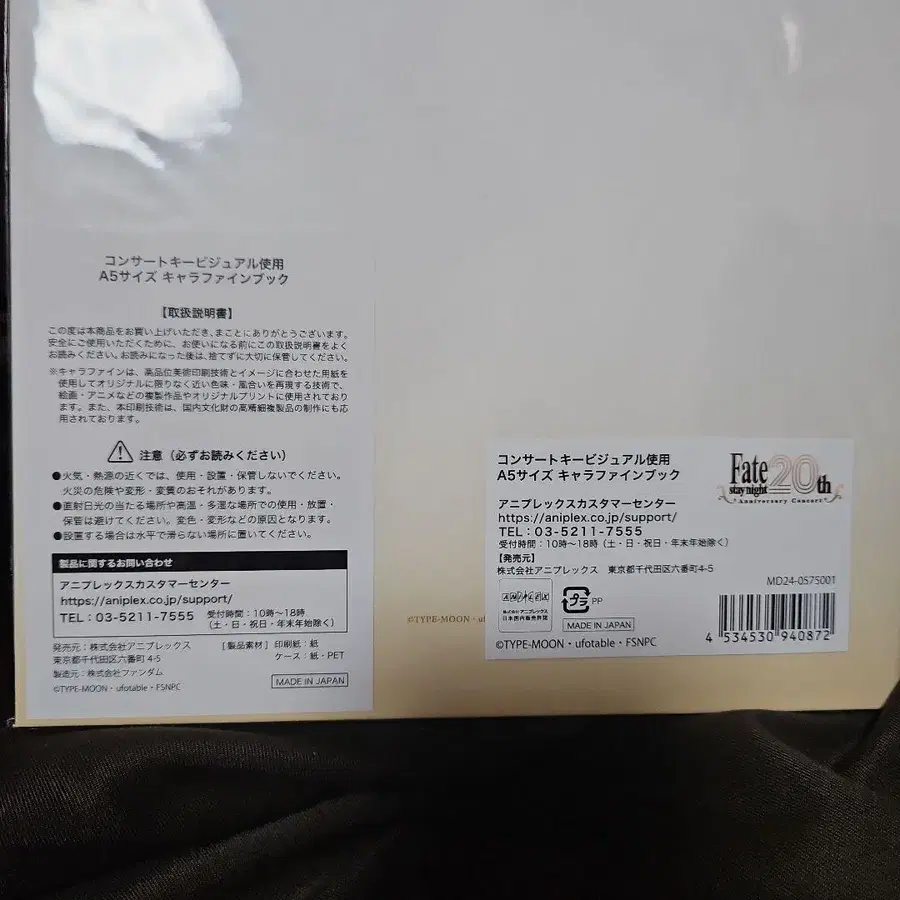 コンサートキービジュアル使用
A5サイズ キャラファインブック
【取扱説明書】
この度は本商品をお買い上げいただき、まことにありがとうございます。
安全にご使用いただくために、お使いになる前にこの取扱説明書をよく
お読みください。お読みになった後は、捨てずに大切に保管してください。
※キャラファインは、高品位美術印刷技術とイメージに合わせた用紙を
使用してオリジナルに限りなく近い色味・風合いを再現する技術で、
絵画・アニメなどの複製作品やオリジナルプリントに使用されており
ます。また、本印刷技術は、国内文化財の高精細複製品の制作にも応
用されております。
注意（必ずお読みください）
●火気・熱源の近くでは、使用・設置・保管しないでください。
火災の危険や変形・変質のおそれがあります。
●直射日光の当たる場所や高温・多湿な場所での使用・放置・
保管は避けてください。変色・変形などの原因となります。
●設置する場合は水平で滑らない場所に置いてください。
製品に関するお問い合わせ
アニプレックスカスタマーセンター
https://aniplex.co.jp/support/
TEL：03-5211-7555 受付時間：10時～18時
（土・日・祝日・年末年始除く）
発売元：株式会社アニプレックス
東京都千代田区六番町 4-5
製造元：株式会社ファンダム
©TYPE-MOON・ufotable・FSNPC
［製品素材］印刷紙：紙
ケース：紙・PET
MADE IN JAPAN
©TYPE-MOON・uf
コンサートキービジュアル使用
A5サイズ キャラファインブック
Fate
stay night
20th
Anniversary Concert
アニプレックスカスタマーセンター
https://aniplex.co.jp/support/
TEL：03-5211-7555
受付時間：10時～18時（土・日・祝日・年末年始除く）
【発売元】
株式会社アニプレックス 東京都千代田区六番町4-5
ANIPLEX
株式会社アニプレックス
日本国内販売許諾
プラ
PP
MADE IN JAPAN
©TYPE-MOON・ufotable・FSNPC
MD24-0575001
4 534530 940872